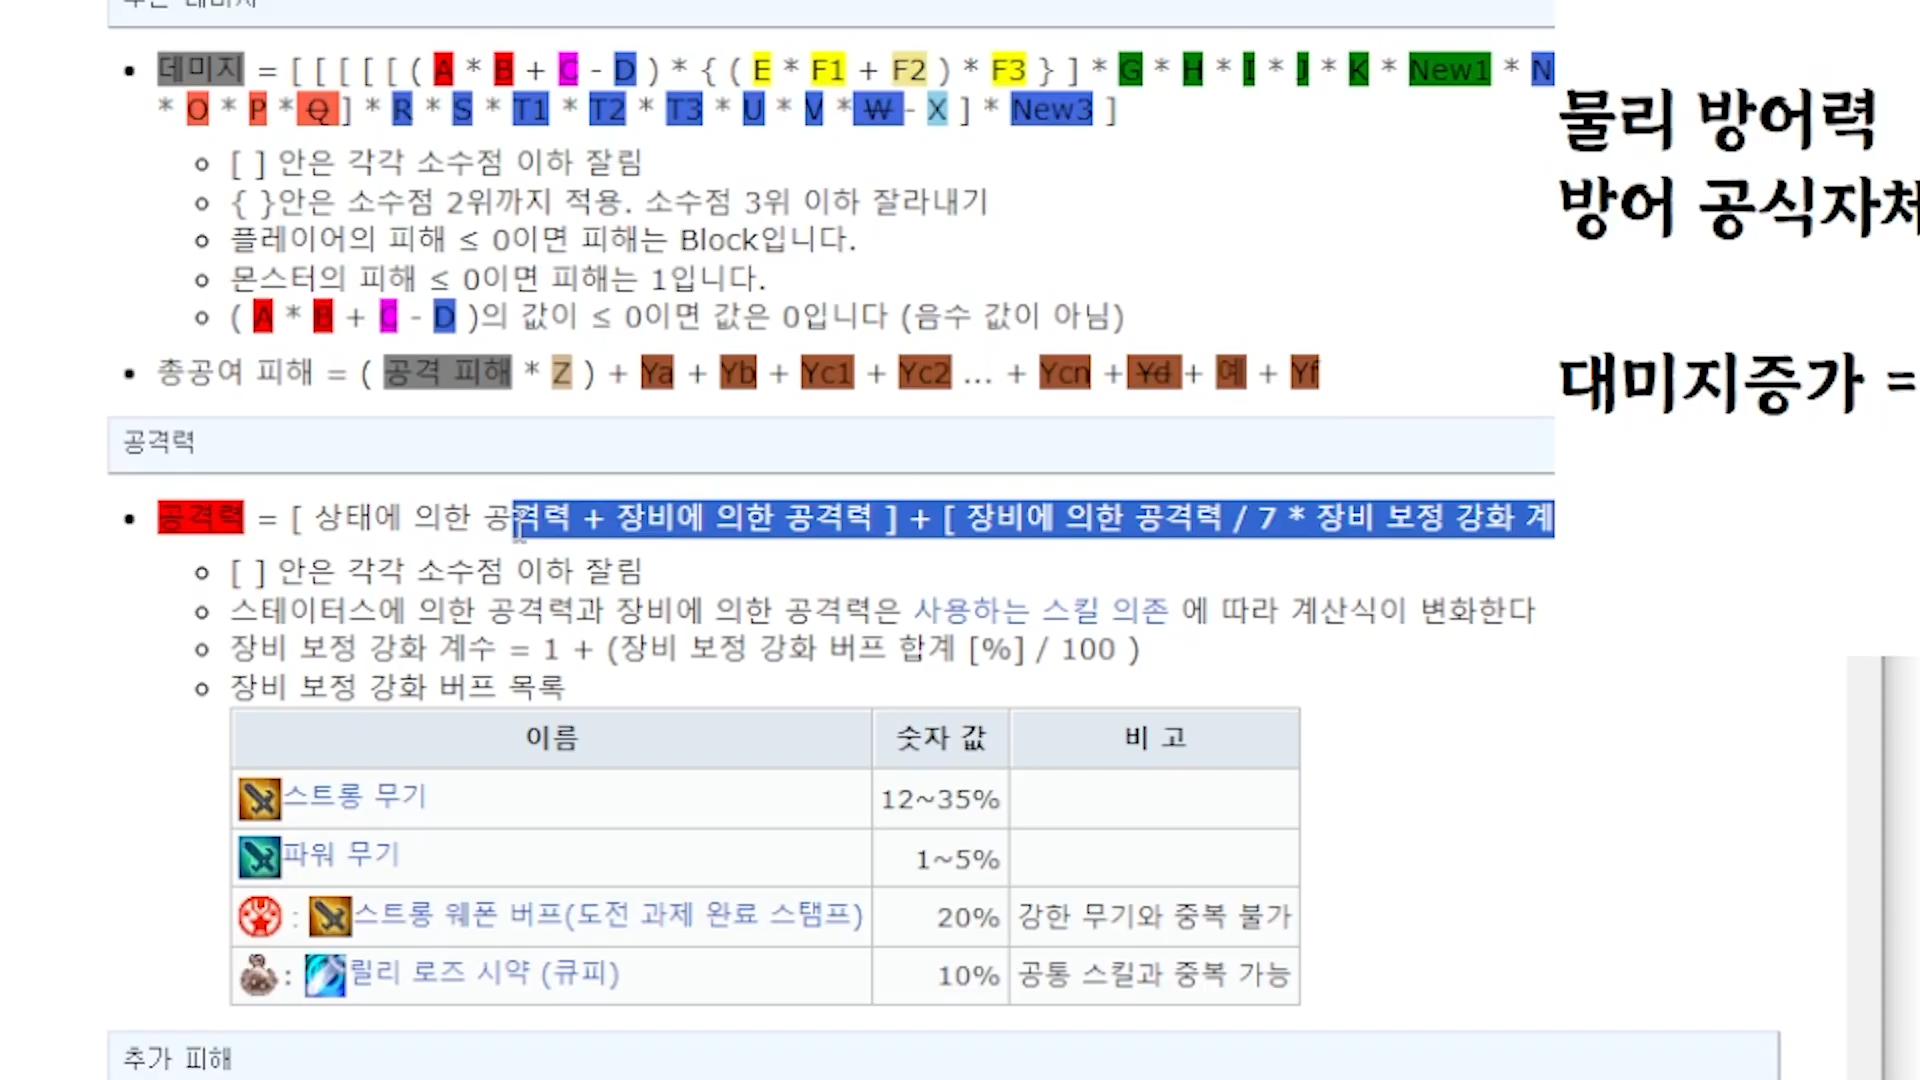 데미지 = [ [ [ [ [ ( A * B + C - D ) * { ( E * F1 + F2 ) * F3 } ] * G * H * I * J * K * New1 * N
* O * P * Q ] * R * S * T1 * T2 * T3 * U * V * W - X ] * New3 ]
[ ] 안은 각각 소수점 이하 잘림
{ }안은 소수점 2위까지 적용. 소수점 3위 이하 잘라내기
플레이어의 피해 ≤ 0이면 피해는 Block입니다.
몬스터의 피해 ≤ 0이면 피해는 1입니다.
( A * B + C - D )의 값이 ≤ 0이면 값은 0입니다 (음수 값이 아님)
총공여 피해 = ( 공격 피해 * Z ) + Ya + Yb + Yc1 + Yc2 ... + Ycn + Yd + 예 + Yf
물리 방어력
방어 공식자체
대미지증가 =
공격력
공격력 = [ 상태에 의한 공격력 + 장비에 의한 공격력 ] + [ 장비에 의한 공격력 / 7 * 장비 보정 강화 계
[ ] 안은 각각 소수점 이하 잘림
스테이터스에 의한 공격력과 장비에 의한 공격력은 사용하는 스킬 의존 에 따라 계산식이 변화한다
장비 보정 강화 계수 = 1 + (장비 보정 강화 버프 합계 [%] / 100 )
장비 보정 강화 버프 목록
이름 숫자 값 비 고
스트롱 무기 12~35%
파워 무기 1~5%
: 스트롱 웨폰 버프(도전 과제 완료 스탬프) 20% 강한 무기와 중복 불가
: 릴리 로즈 시약 (큐피) 10% 공통 스킬과 중복 가능
추가 피해